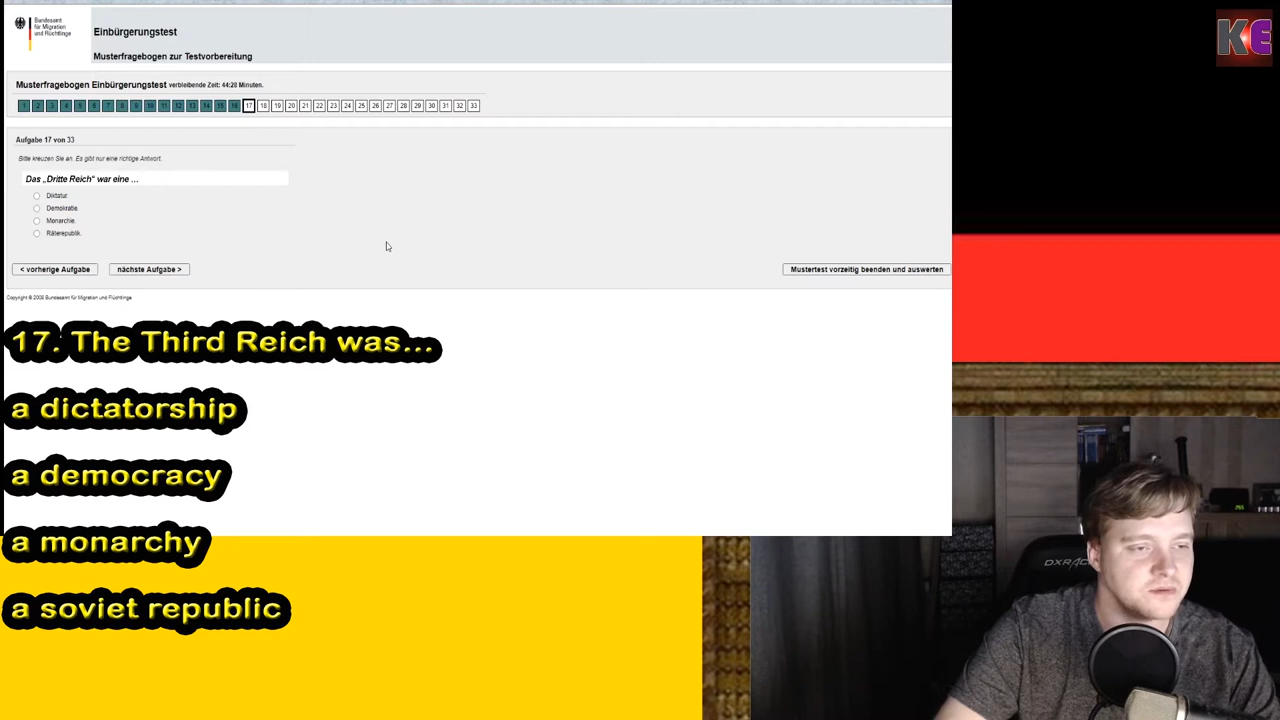 Bundesamt
für Migration
und Flüchtlinge
Einbürgerungstest
Musterfragebogen zur Testvorbereitung
KE
Musterfragebogen Einbürgerungstest verbleibende Zeit: 44:28 Minuten.
1 2 3 4 5 6 7 8 9 10 11 12 13 14 15 16 17 18 19 20 21 22 23 24 25 26 27 28 29 30 31 32 33
Aufgabe 17 von 33
Bitte kreuzen Sie an. Es gibt nur eine richtige Antwort.
Das „Dritte Reich“ war eine ...
Diktatur.
Demokratie.
Monarchie.
Räterepublik.
< vorherige Aufgabe
nächste Aufgabe >
Mustertest vorzeitig beenden und auswerten
Copyright © 2008 Bundesamt für Migration und Flüchtlinge
17. The Third Reich was...
a dictatorship
a democracy
a monarchy
a soviet republic